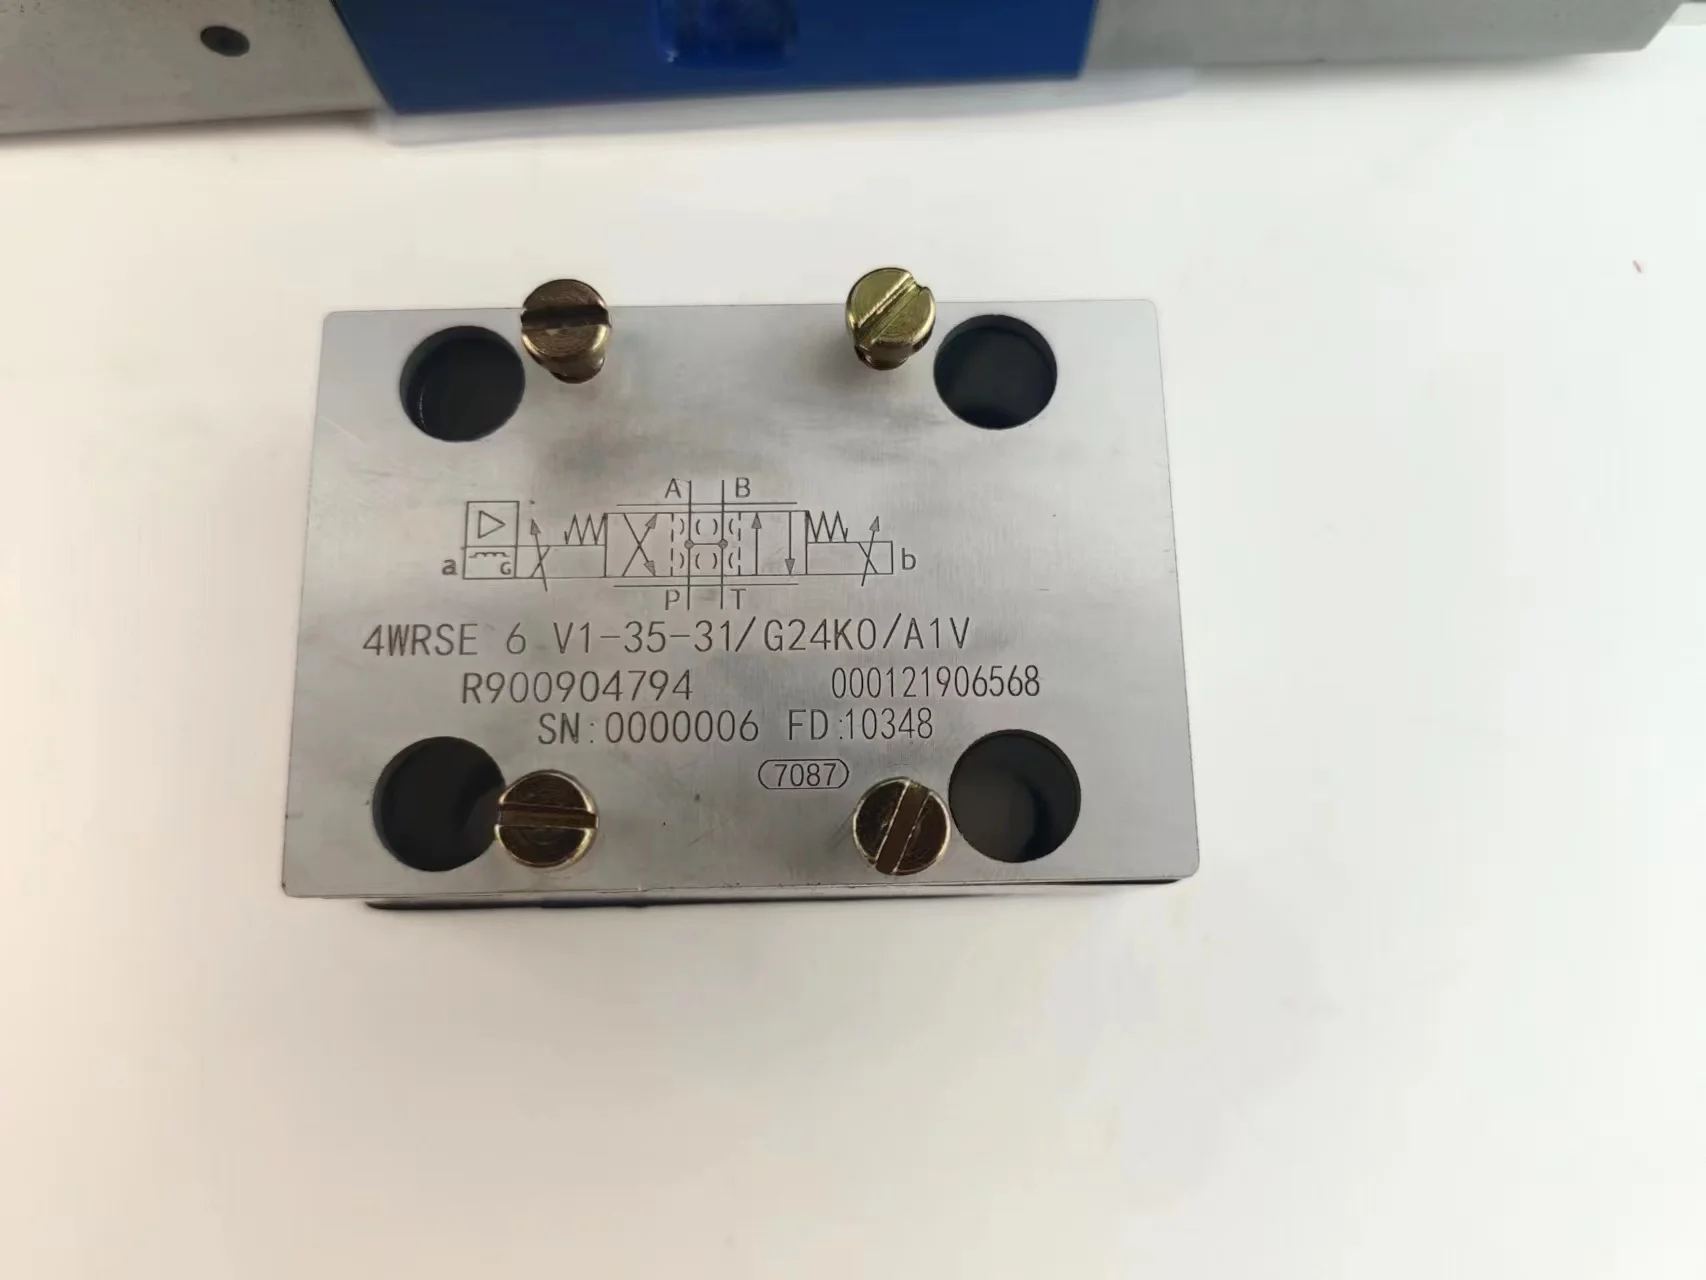 A B
a G b
P T
4WRSE 6 V1-35-31/G24K0/A1V
R900904794 000121906568
SN:0000006 FD:10348
7087